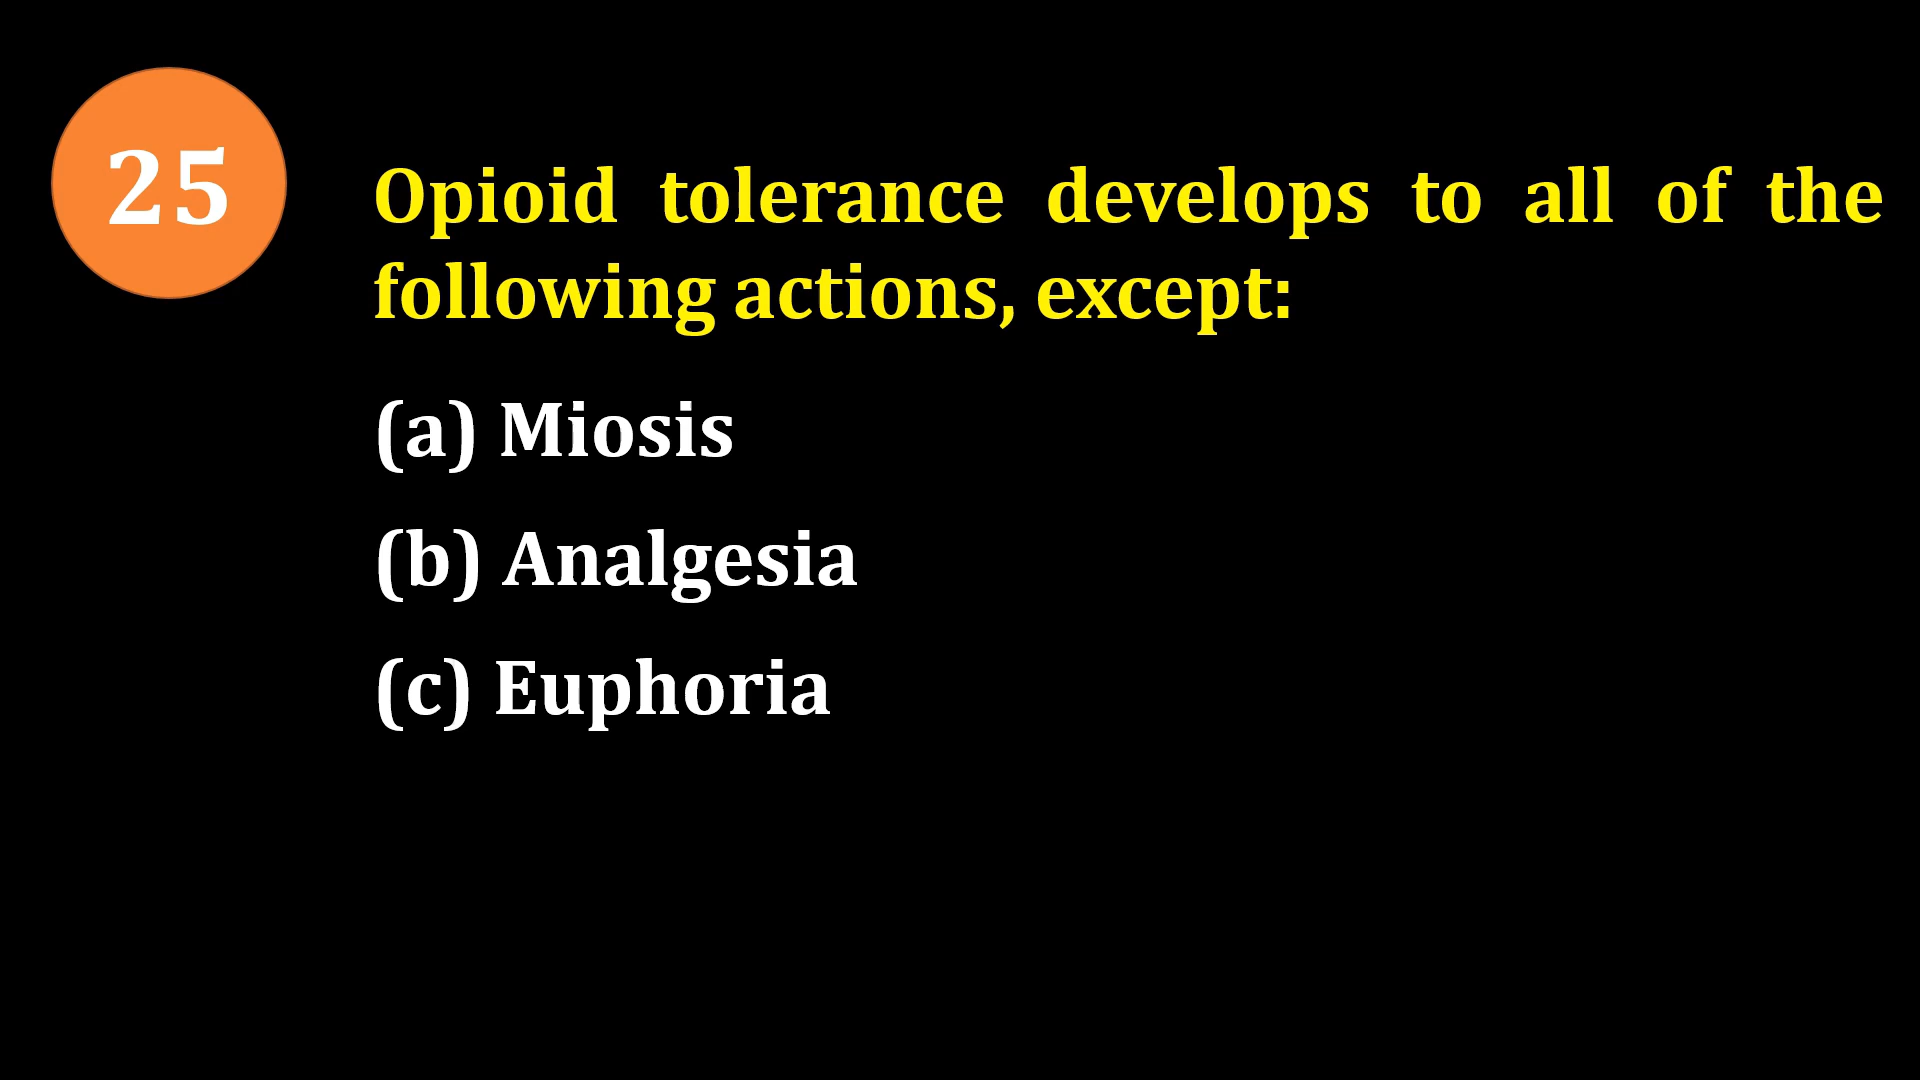 25
Opioid tolerance develops to all of the
following actions, except:
(a) Miosis
(b) Analgesia
(c) Euphoria